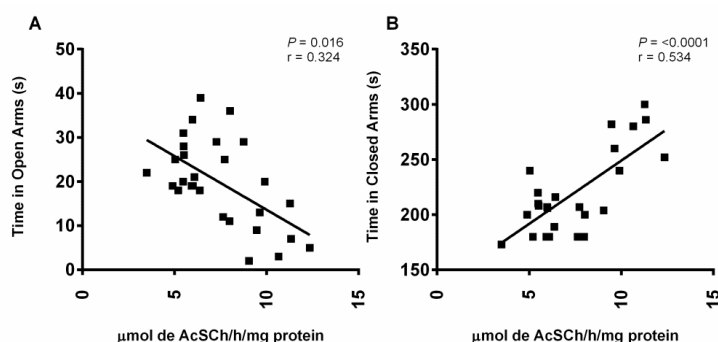 A
P = 0.016
r = 0.324
Time in Open Arms (s)
50
40
30
20
10
0
0
5
10
15
μmol de AcSCh/h/mg protein
B
P = <0.0001
r = 0.534
Time in Closed Arms (s)
350
300
250
200
150
0
5
10
15
μmol de AcSCh/h/mg protein